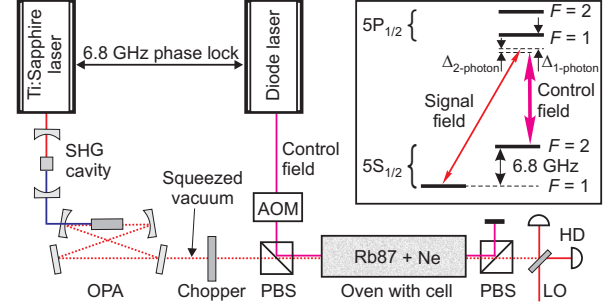 Ti:Sapphire
laser
6.8 GHz phase lock
Diode laser
SHG
cavity
Control
field
Squeezed
vacuum
AOM
OPA
Chopper
PBS
Rb87 + Ne
Oven with cell
PBS
HD
LO
5P1/2
F = 2
F = 1
Δ2-photon
Δ1-photon
Signal
field
Control
field
5S1/2
F = 2
6.8 GHz
F = 1